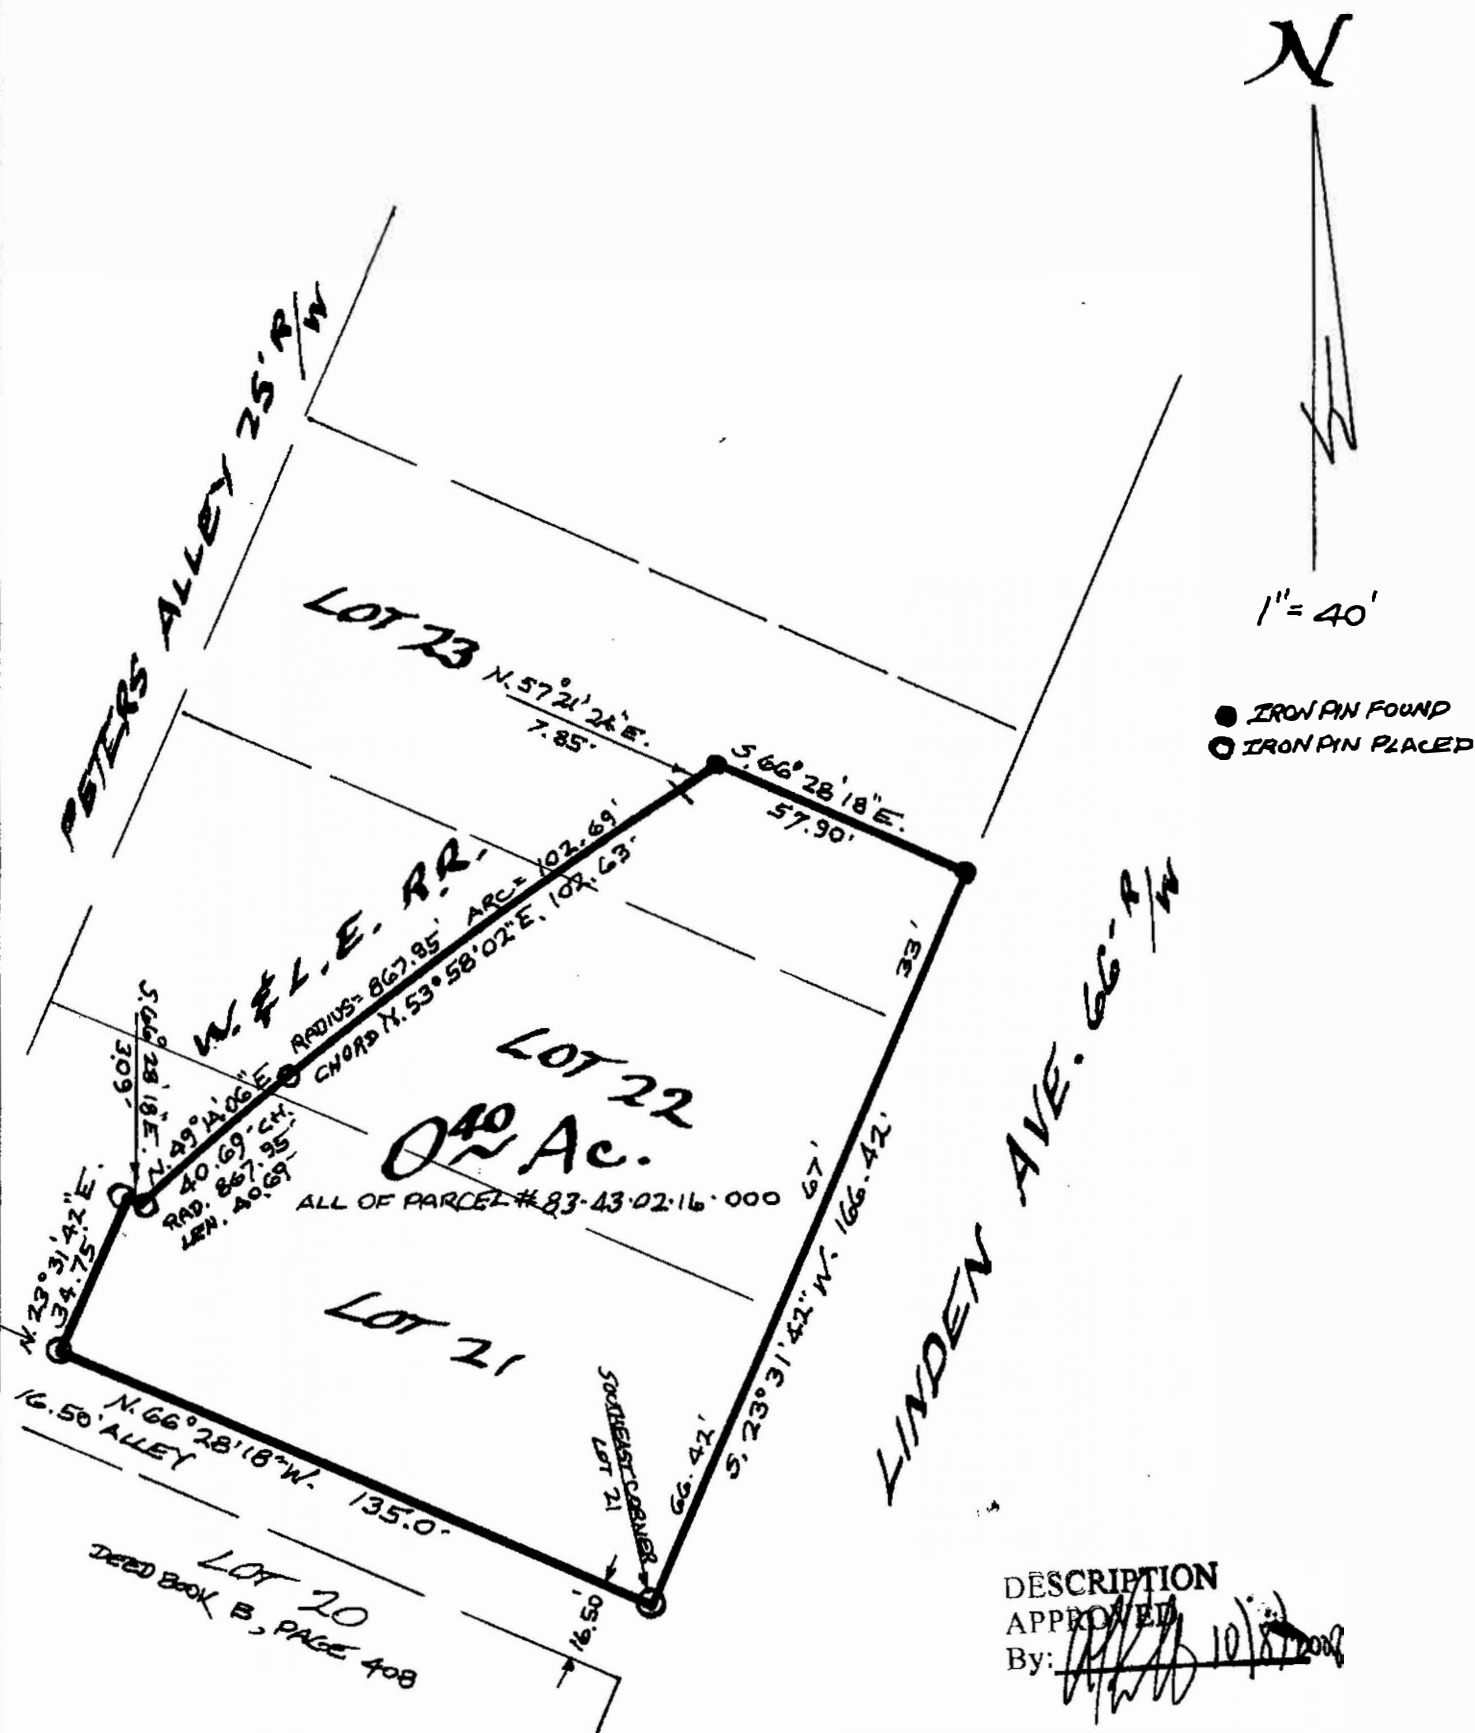 N
1"= 40'
IRON PIN FOUND
IRON PIN PLACED
PETERS ALLEY 25' R/W
LOT 23
N. 57°21'24"E.
7.85'
S. 66°28'18"E.
57.90'
W. & L. E. R.R.
RADIUS= 867.85' ARC= 102.69'
CHORD N. 53°58'02"E. 102.63'
33'
LINDEN AVE. 66' R/W
S. 66°28'18"E.
3.09'
N. 49°14'06"E
40.69' CH.
RAD. 867.95'
LEN. 40.69'
LOT 22
0.40 Ac.
ALL OF PARCEL # 83-43-02-16-000
67'
S. 23°31'42"W. 166.42'
N. 23°31'42"E.
34.75'
LOT 21
66.42'
SOUTHEAST CORNER
LOT 21
N. 66°28'18"W. 135.0'
16.50' ALLEY
16.50'
LOT 20
DEED BOOK B, PAGE 408
DESCRIPTION
APPROVED
By: 10/8/2008